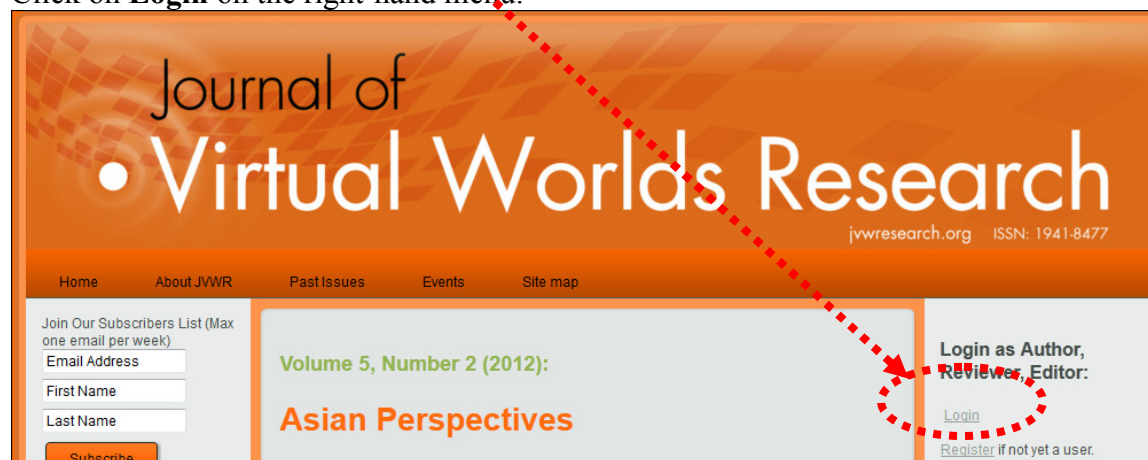 Click on Login on the right-hand menu.
Journal of
Virtual Worlds Research
jvwresearch.org ISSN: 1941-8477
Home About JVWR Past Issues Events Site map
Join Our Subscribers List (Max
one email per week)
Email Address
First Name
Last Name
Subscribe
Volume 5, Number 2 (2012):
Asian Perspectives
Login as Author,
Reviewer, Editor:
Login
Register if not yet a user.